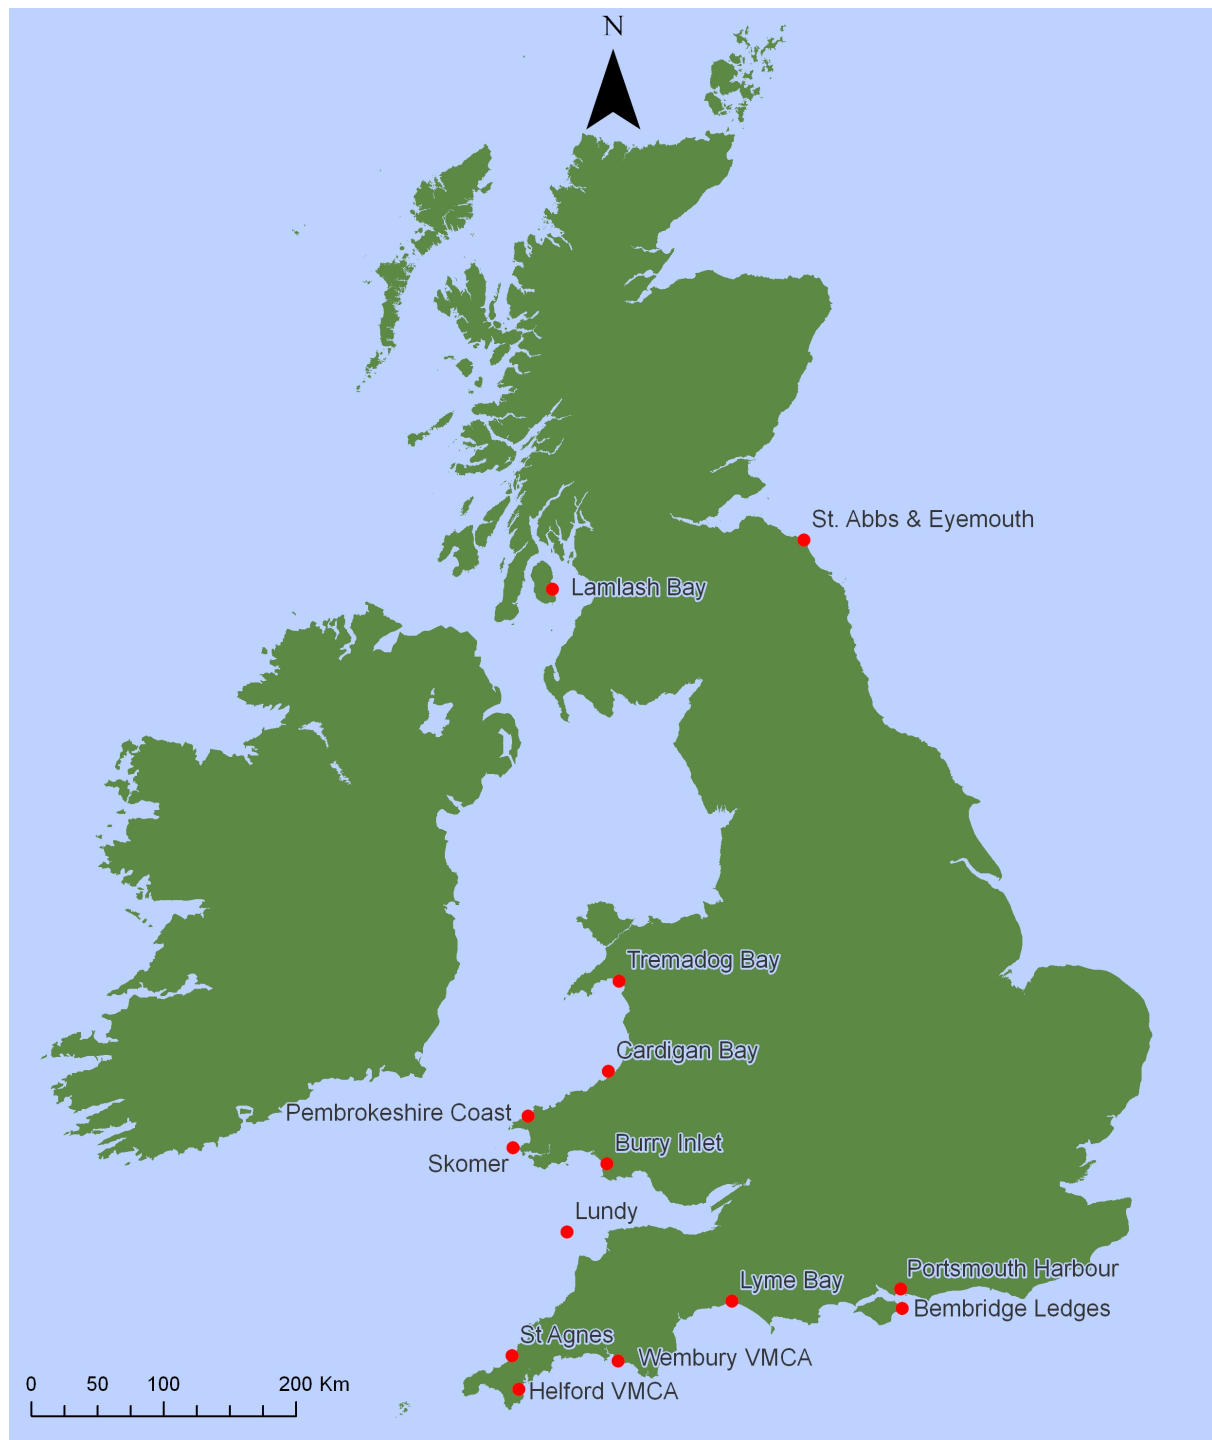 N
St. Abbs & Eyemouth
Lamlash Bay
Tremadog Bay
Cardigan Bay
Pembrokeshire Coast
Burry Inlet
Skomer
Lundy
Portsmouth Harbour
Lyme Bay
Bembridge Ledges
St Agnes
Wembury VMCA
Helford VMCA
0 50 100 200 Km